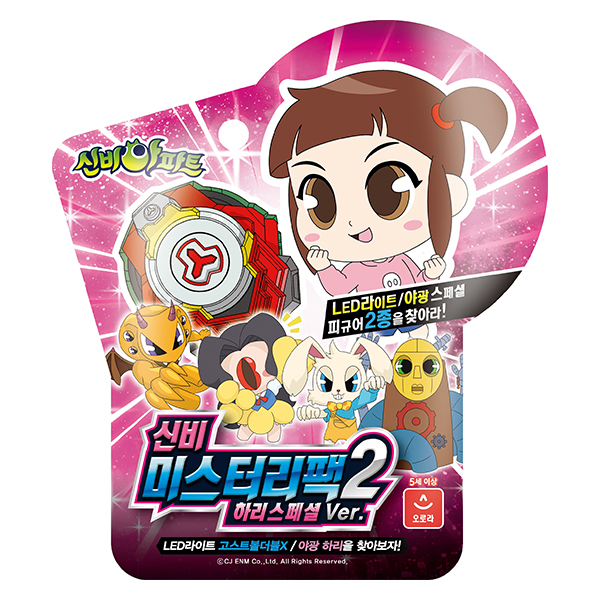 신비아파트
LED라이트/야광 스페셜
피규어2종을 찾아라!
신비
미스터리팩2
하리스페셜 Ver.
5세 이상
오로라
LED라이트 고스트볼더블X / 야광 하리을 찾아보자!
ⓒCJ ENM Co.,Ltd. All Rights Reserved.